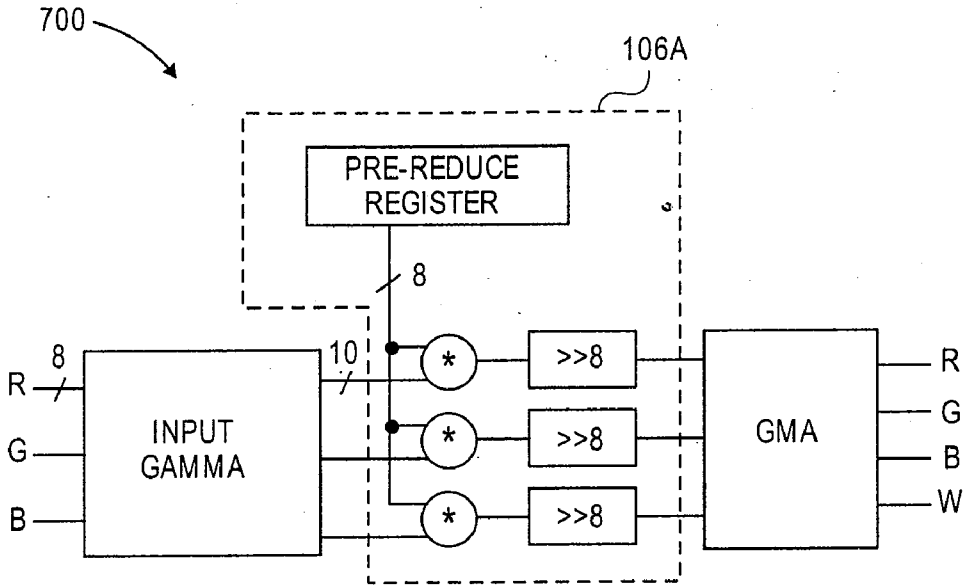 700
106A
PRE-REDUCE
REGISTER
8
8
10
R
G
B
INPUT
GAMMA
*
>>8
*
>>8
*
>>8
GMA
R
G
B
W